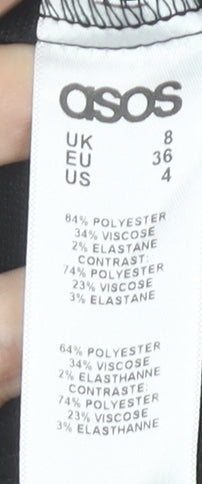 asos
UK 8
EU 36
US 4
64% POLYESTER
34% VISCOSE
2% ELASTANE
CONTRAST:
74% POLYESTER
23% VISCOSE
3% ELASTANE
64% POLYESTER
34% VISCOSE
2% ELASTHANNE
CONTRASTE:
74% POLYESTER
23% VISCOSE
3% ELASTHANNE